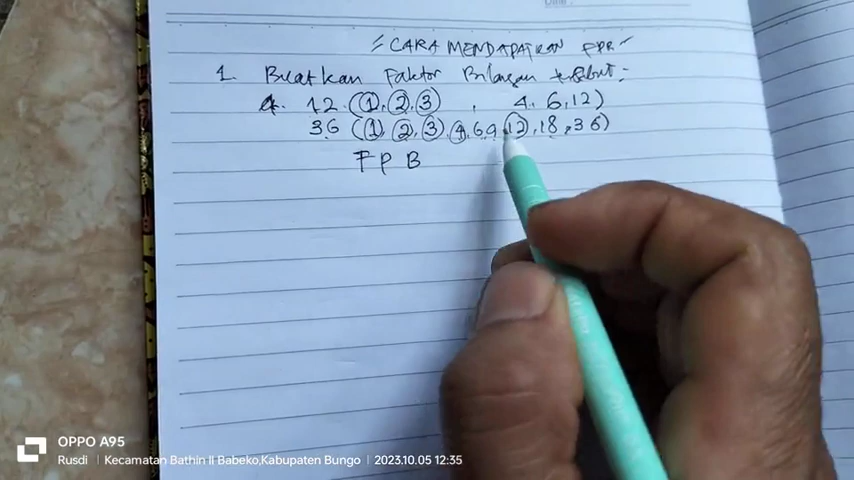 = CARA MENDAPATKAN FPB =
1. Buatkan Faktor Bilangan tersebut:
a. 12 (1, 2, 3, 4, 6, 12)
36 (1, 2, 3, 4, 6, 9, 12, 18, 36)
FPB
OPPO A95
Rusdi | Kecamatan Bathin II Babeko,Kabupaten Bungo | 2023.10.05 12:35